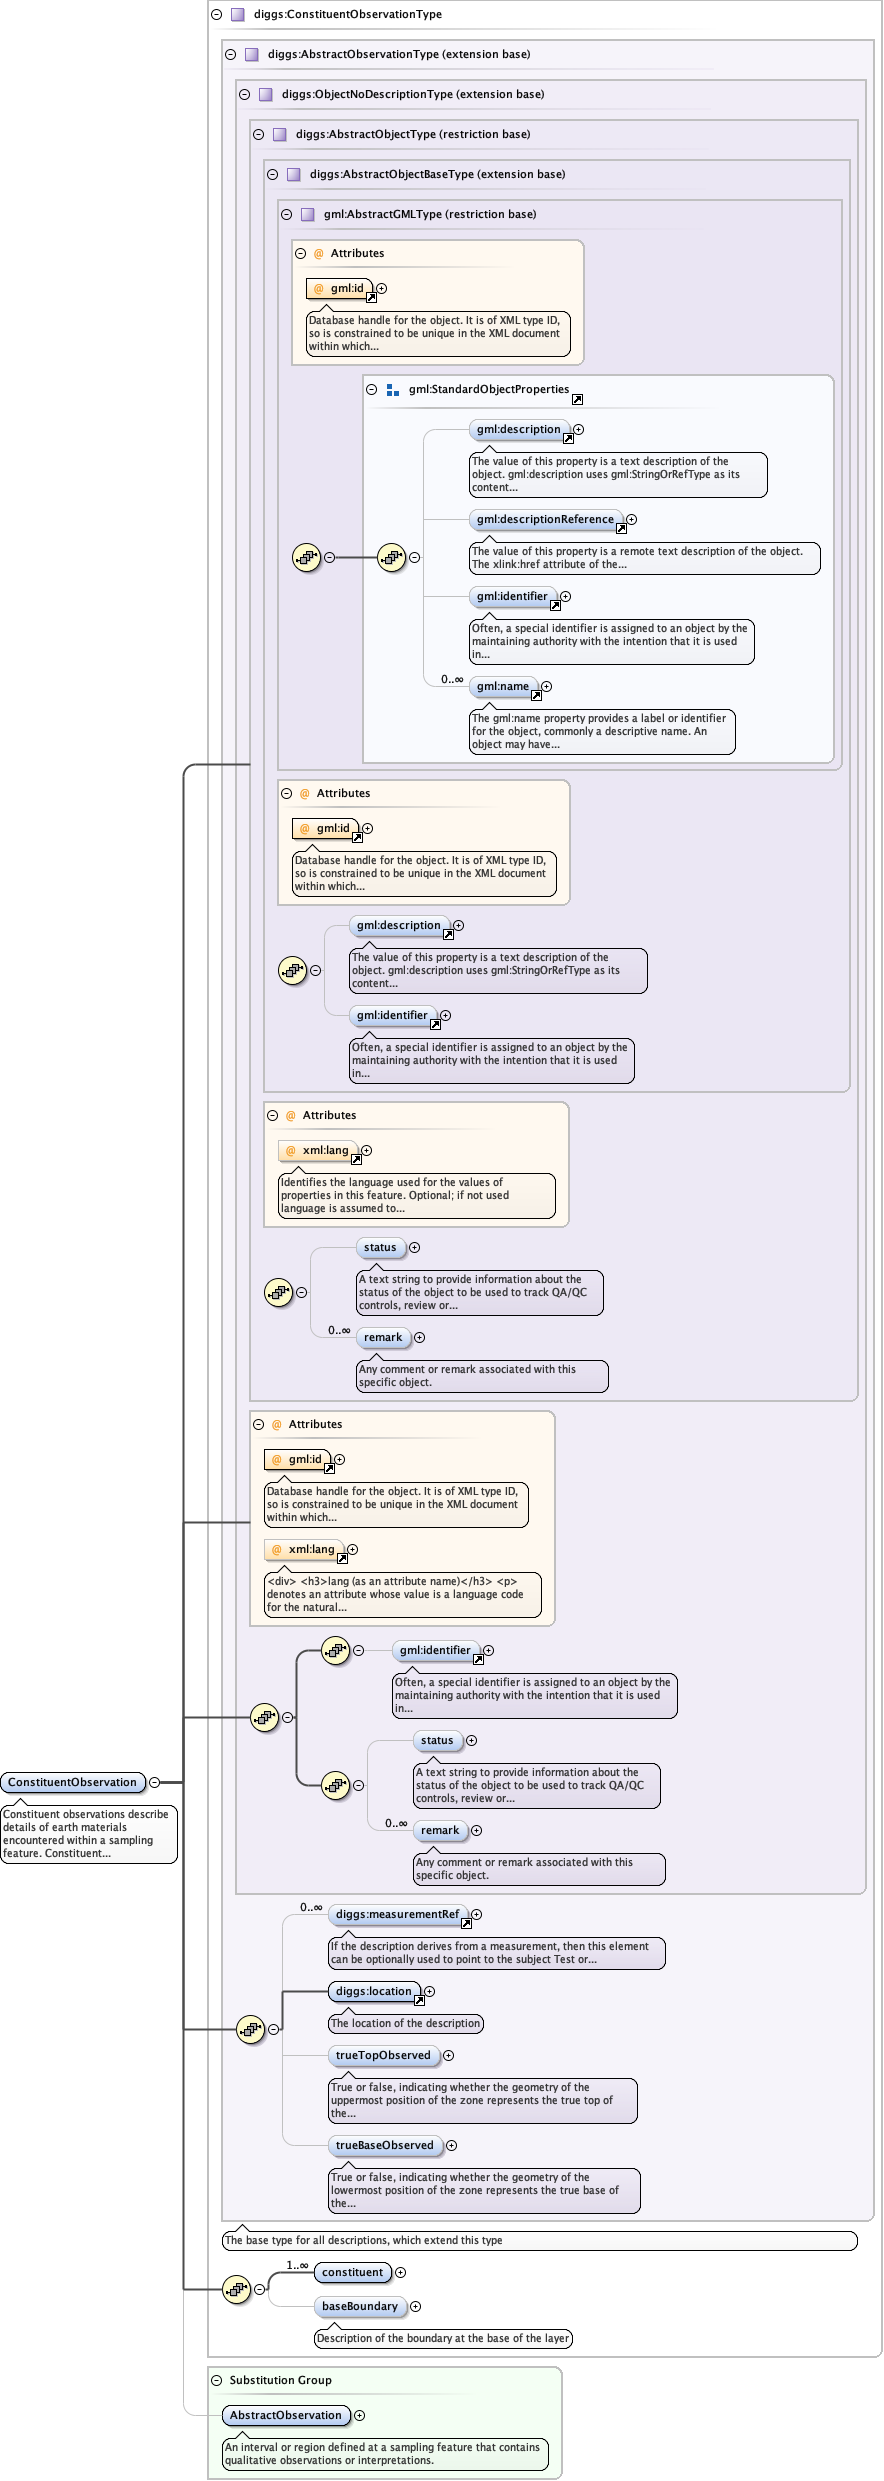 diggs:ConstituentObservationType
diggs:AbstractObservationType (extension base)
diggs:ObjectNoDescriptionType (extension base)
diggs:AbstractObjectType (restriction base)
diggs:AbstractObjectBaseType (extension base)
gml:AbstractGMLType (restriction base)
@ Attributes
@ gml:id
Database handle for the object. It is of XML type ID,
so is constrained to be unique in the XML document
within which...
gml:StandardObjectProperties
gml:description
The value of this property is a text description of the
object. gml:description uses gml:StringOrRefType as its
content...
gml:descriptionReference
The value of this property is a remote text description of the object.
The xlink:href attribute of the...
gml:identifier
Often, a special identifier is assigned to an object by the
maintaining authority with the intention that it is used
in...
0..∞
gml:name
The gml:name property provides a label or identifier
for the object, commonly a descriptive name. An
object may have...
@ Attributes
@ gml:id
Database handle for the object. It is of XML type ID,
so is constrained to be unique in the XML document
within which...
gml:description
The value of this property is a text description of the
object. gml:description uses gml:StringOrRefType as its
content...
gml:identifier
Often, a special identifier is assigned to an object by the
maintaining authority with the intention that it is used
in...
@ Attributes
@ xml:lang
Identifies the language used for the values of
properties in this feature. Optional; if not used
language is assumed to...
status
A text string to provide information about the
status of the object to be used to track QA/QC
controls, review or...
0..∞
remark
Any comment or remark associated with this
specific object.
@ Attributes
@ gml:id
Database handle for the object. It is of XML type ID,
so is constrained to be unique in the XML document
within which...
@ xml:lang
<div> <h3>lang (as an attribute name)</h3> <p>
denotes an attribute whose value is a language code
for the natural...
gml:identifier
Often, a special identifier is assigned to an object by the
maintaining authority with the intention that it is used
in...
status
A text string to provide information about the
status of the object to be used to track QA/QC
controls, review or...
0..∞
remark
Any comment or remark associated with this
specific object.
ConstituentObservation
Constituent observations describe
details of earth materials
encountered within a sampling
feature. Constituent...
0..∞
diggs:measurementRef
If the description derives from a measurement, then this element
can be optionally used to point to the subject Test or...
diggs:location
The location of the description
trueTopObserved
True or false, indicating whether the geometry of the
uppermost position of the zone represents the true top of
the...
trueBaseObserved
True or false, indicating whether the geometry of the
lowermost position of the zone represents the true base of
the...
The base type for all descriptions, which extend this type
1..∞
constituent
baseBoundary
Description of the boundary at the base of the layer
Substitution Group
AbstractObservation
An interval or region defined at a sampling feature that contains
qualitative observations or interpretations.